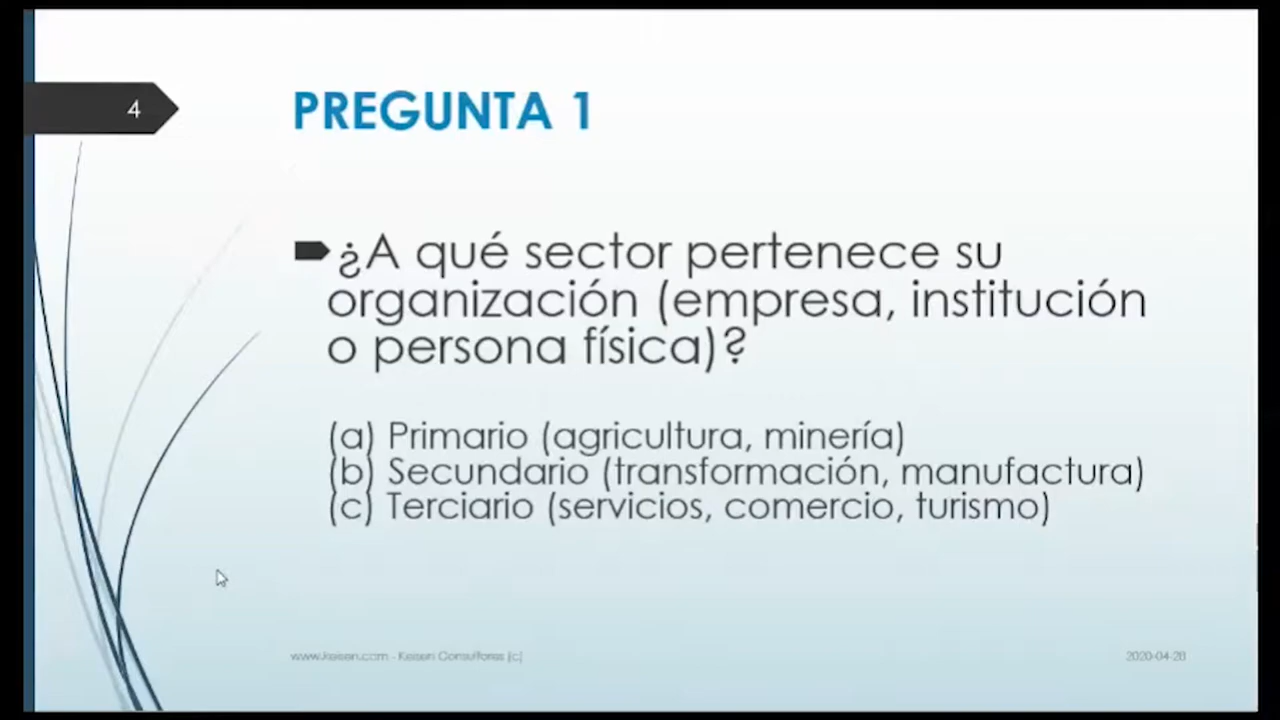 4
PREGUNTA 1
¿A qué sector pertenece su
organización (empresa, institución
o persona física)?
(a) Primario (agricultura, minería)
(b) Secundario (transformación, manufactura)
(c) Terciario (servicios, comercio, turismo)
www.keisen.com - Keisen Consultores (c)
2020-04-28